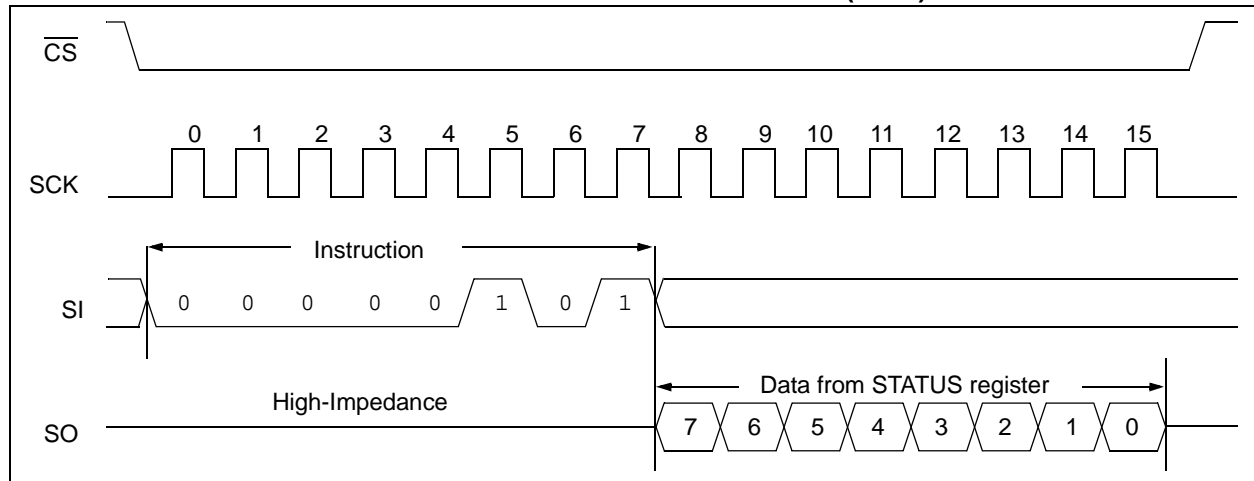 CS
0 1 2 3 4 5 6 7 8 9 10 11 12 13 14 15
SCK
Instruction
SI 0 0 0 0 0 1 0 1
Data from STATUS register
High-Impedance
SO 7 6 5 4 3 2 1 0